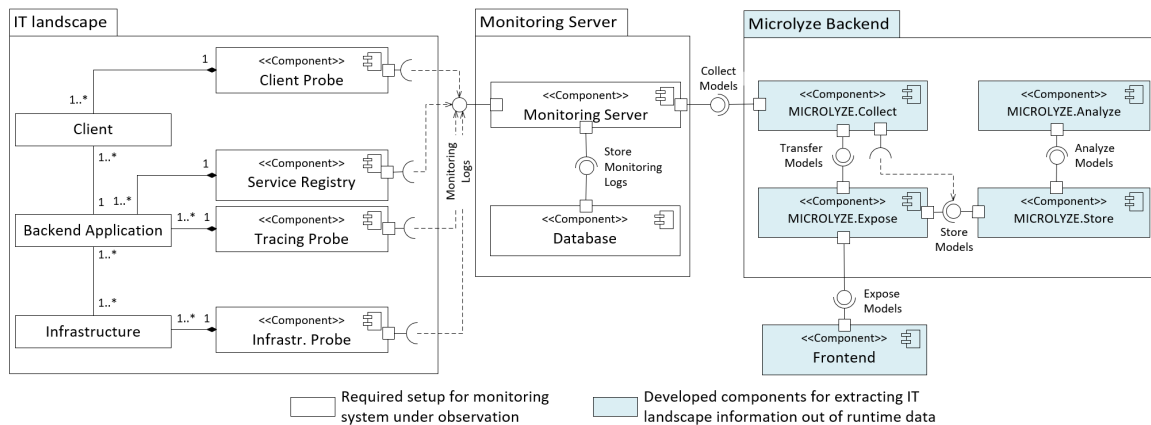 IT landscape
Monitoring Server
Microlyze Backend
1
<<Component>>
Client Probe
1..*
Client
1..*
1
<<Component>>
Service Registry
1
1..*
Backend Application
1..*
1
<<Component>>
Tracing Probe
1..*
1..*
Infrastructure
1..*
1
<<Component>>
Infrastr. Probe
Monitoring
Logs
<<Component>>
Monitoring Server
Store
Monitoring
Logs
<<Component>>
Database
Collect
Models
<<Component>>
MICROLYZE.Collect
<<Component>>
MICROLYZE.Analyze
Transfer
Models
Analyze
Models
<<Component>>
MICROLYZE.Expose
<<Component>>
MICROLYZE.Store
Store
Models
Expose
Models
<<Component>>
Frontend
Required setup for monitoring
system under observation
Developed components for extracting IT
landscape information out of runtime data